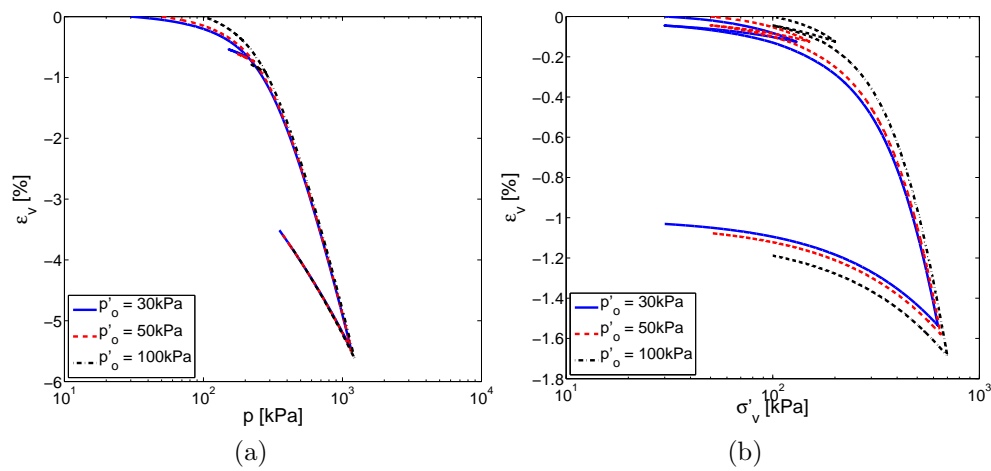 0
−1
−2
−3
−4
−5
−6
ε_v [%]
p'_o = 30kPa
p'_o = 50kPa
p'_o = 100kPa
10^1
10^2
10^3
10^4
p [kPa]
(a)
0
−0.2
−0.4
−0.6
−0.8
−1
−1.2
−1.4
−1.6
−1.8
ε_v [%]
p'_o = 30kPa
p'_o = 50kPa
p'_o = 100kPa
10^1
10^2
10^3
σ'_v [kPa]
(b)